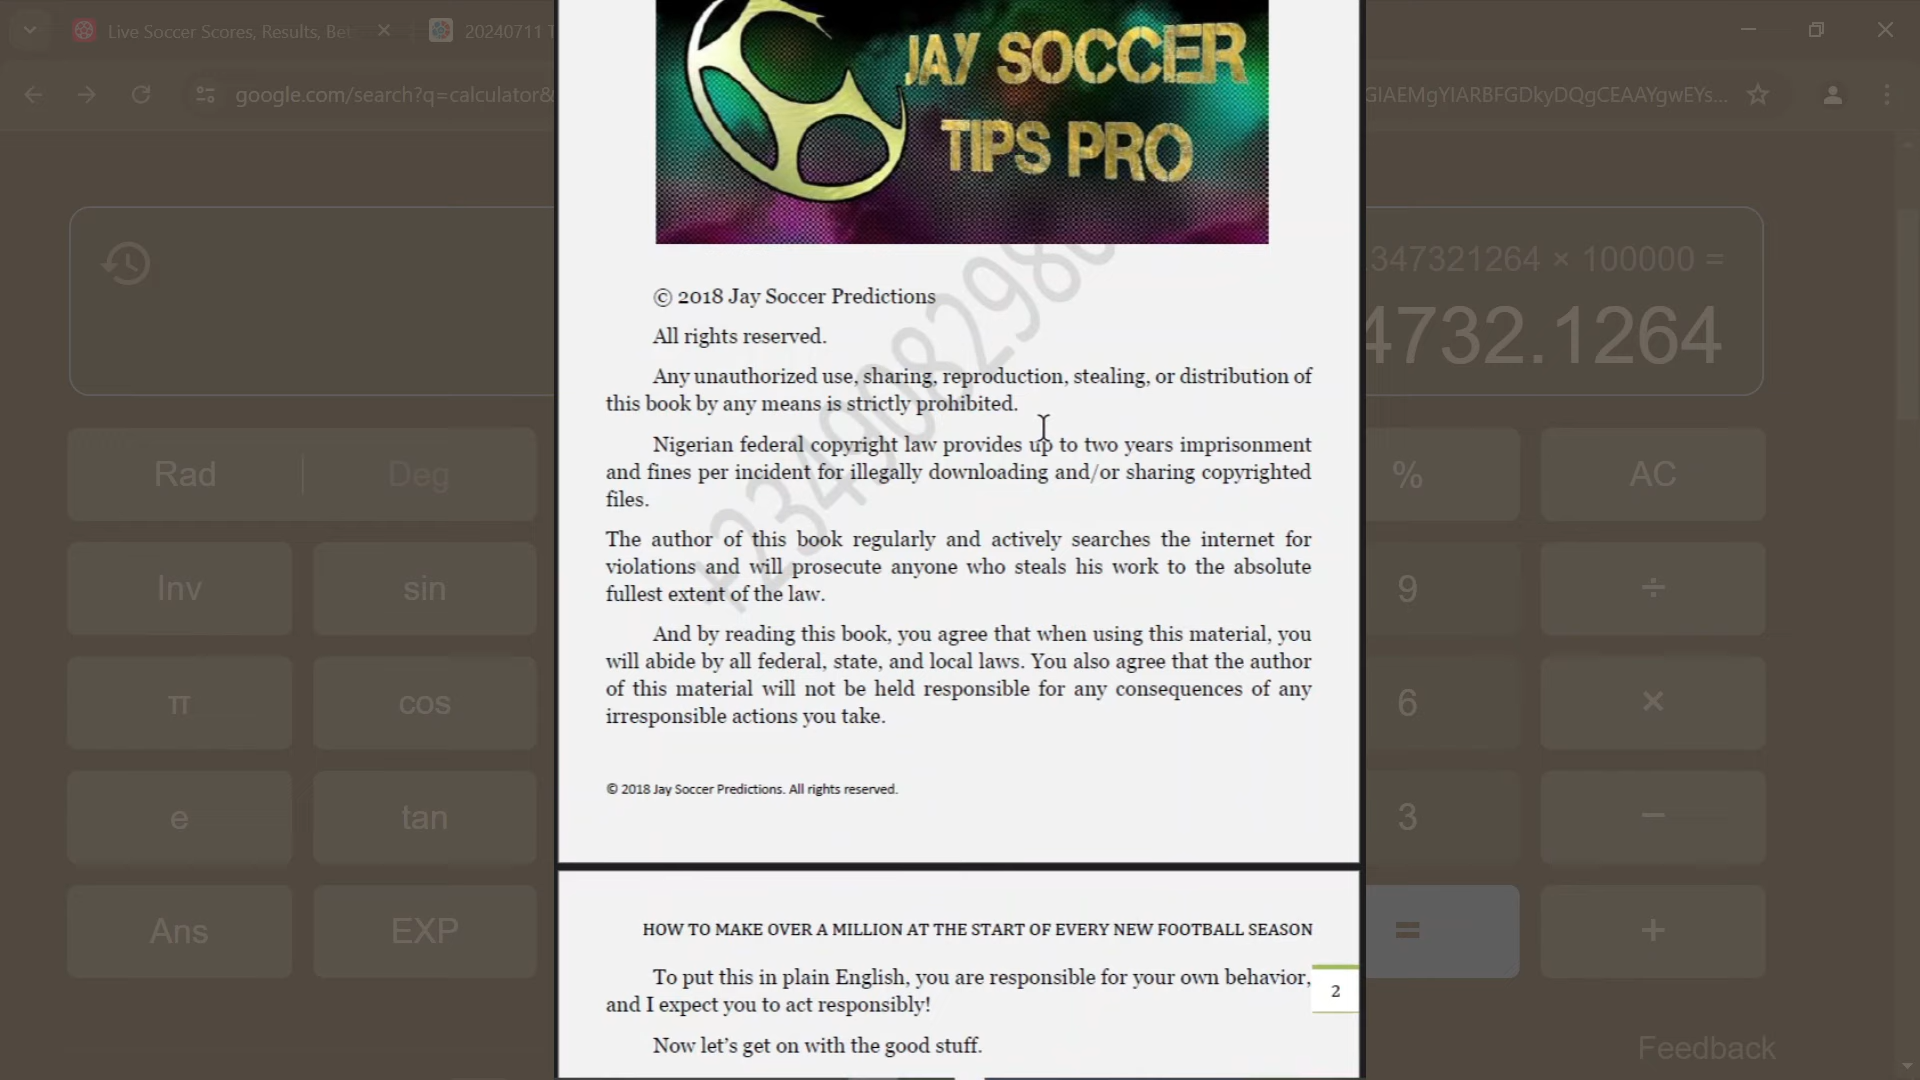 Live Soccer Scores, Results, Bet
20240711 T
google.com/search?q=calculator&
GIAEMgYIARBFGDkyDQgCEAAYgwEYs...
JAY SOCCER
TIPS PRO
347321264 × 100000 =
4732.1264
+234908298
© 2018 Jay Soccer Predictions
All rights reserved.
Any unauthorized use, sharing, reproduction, stealing, or distribution of
this book by any means is strictly prohibited.
Nigerian federal copyright law provides up to two years imprisonment
and fines per incident for illegally downloading and/or sharing copyrighted
files.
The author of this book regularly and actively searches the internet for
violations and will prosecute anyone who steals his work to the absolute
fullest extent of the law.
And by reading this book, you agree that when using this material, you
will abide by all federal, state, and local laws. You also agree that the author
of this material will not be held responsible for any consequences of any
irresponsible actions you take.
© 2018 Jay Soccer Predictions. All rights reserved.
HOW TO MAKE OVER A MILLION AT THE START OF EVERY NEW FOOTBALL SEASON
To put this in plain English, you are responsible for your own behavior,
and I expect you to act responsibly!
2
Now let's get on with the good stuff.
Rad Deg % AC
Inv sin 9 ÷
π cos 6 ×
e tan 3 −
Ans EXP = +
Feedback